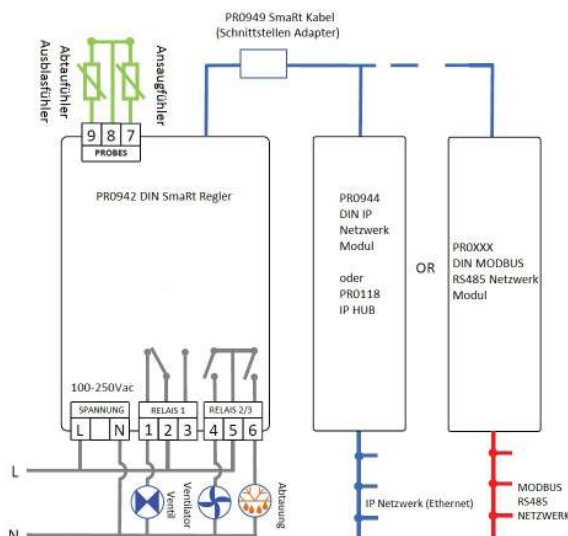 PR0949 SmaRt Kabel
(Schnittstellen Adapter)
Ausblasfühler
Abtaufühler
Ansaugfühler
9 8 7
PROBES
PR0942 DIN SmaRt Regler
PR0944
DIN IP
Netzwerk
Modul
oder
PR0118
IP HUB
OR
PR0XXX
DIN MODBUS
RS485 Netzwerk
Modul
100-250Vac
SPANNUNG
RELAIS 1
RELAIS 2/3
L N 1 2 3 4 5 6
L
N
Ventil
Ventilator
Abtauung
IP Netzwerk (Ethernet)
MODBUS
RS485
NETZWERK